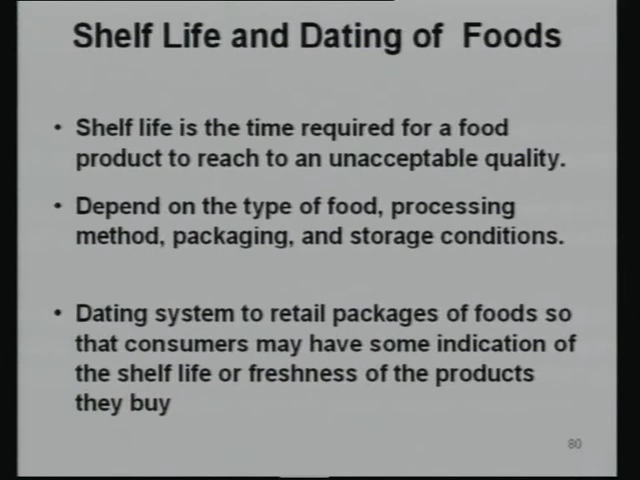 Shelf Life and Dating of Foods
• Shelf life is the time required for a food
product to reach to an unacceptable quality.
• Depend on the type of food, processing
method, packaging, and storage conditions.
• Dating system to retail packages of foods so
that consumers may have some indication of
the shelf life or freshness of the products
they buy
80